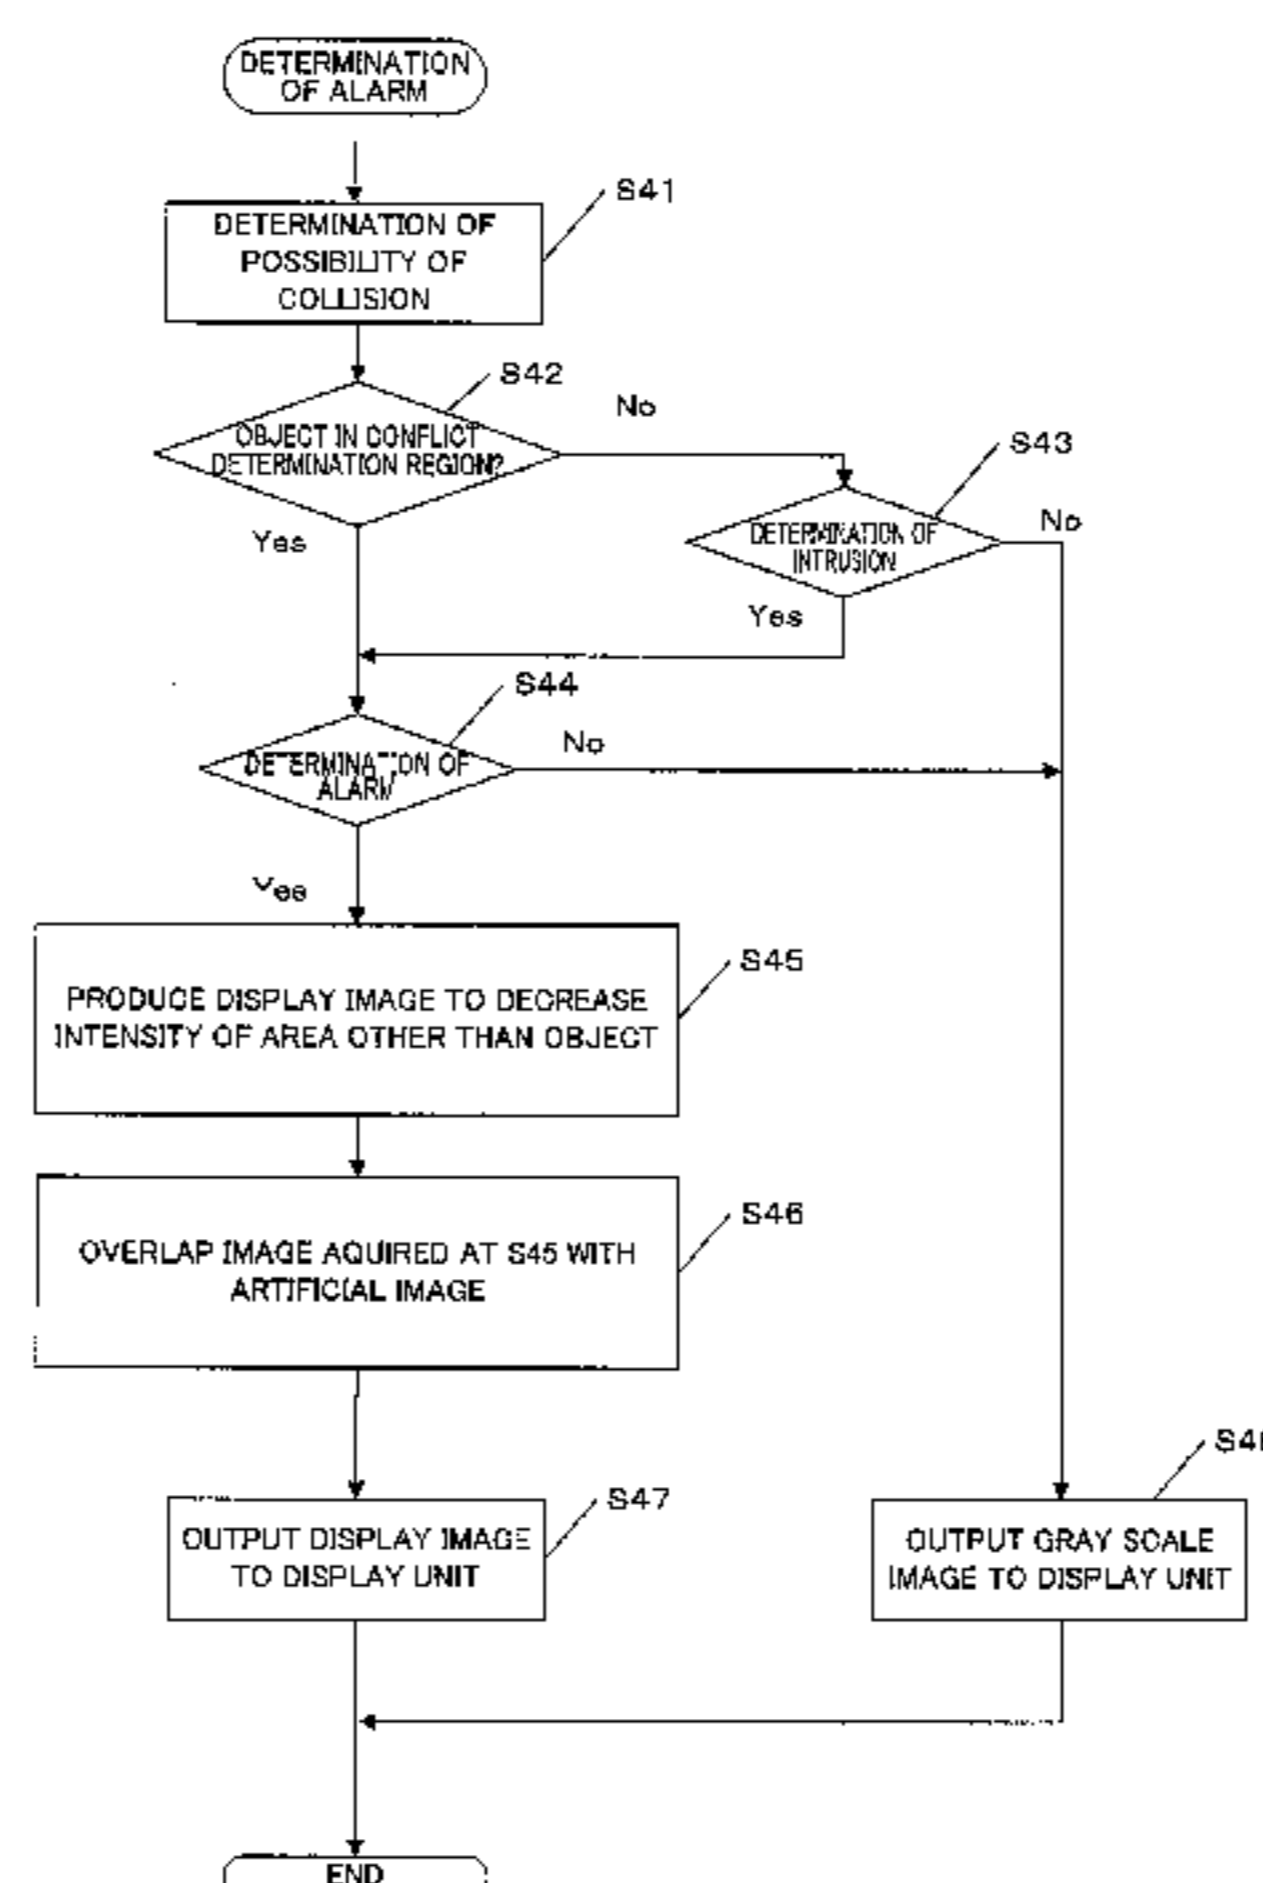 DETERMINATION
OF ALARM
S41
DETERMINATION OF
POSSIBILITY OF
COLLISION
S42
No
OBJECT IN CONFLICT
DETERMINATION REGION?
S43
Yes
No
DETERMINATION OF
INTRUSION
Yes
S44
No
DETERMINATION OF
ALARM
Yes
S45
PRODUCE DISPLAY IMAGE TO DECREASE
INTENSITY OF AREA OTHER THAN OBJECT
S46
OVERLAP IMAGE AQUIRED AT S45 WITH
ARTIFICIAL IMAGE
S47
OUTPUT DISPLAY IMAGE
TO DISPLAY UNIT
OUTPUT GRAY SCALE
IMAGE TO DISPLAY UNIT
END